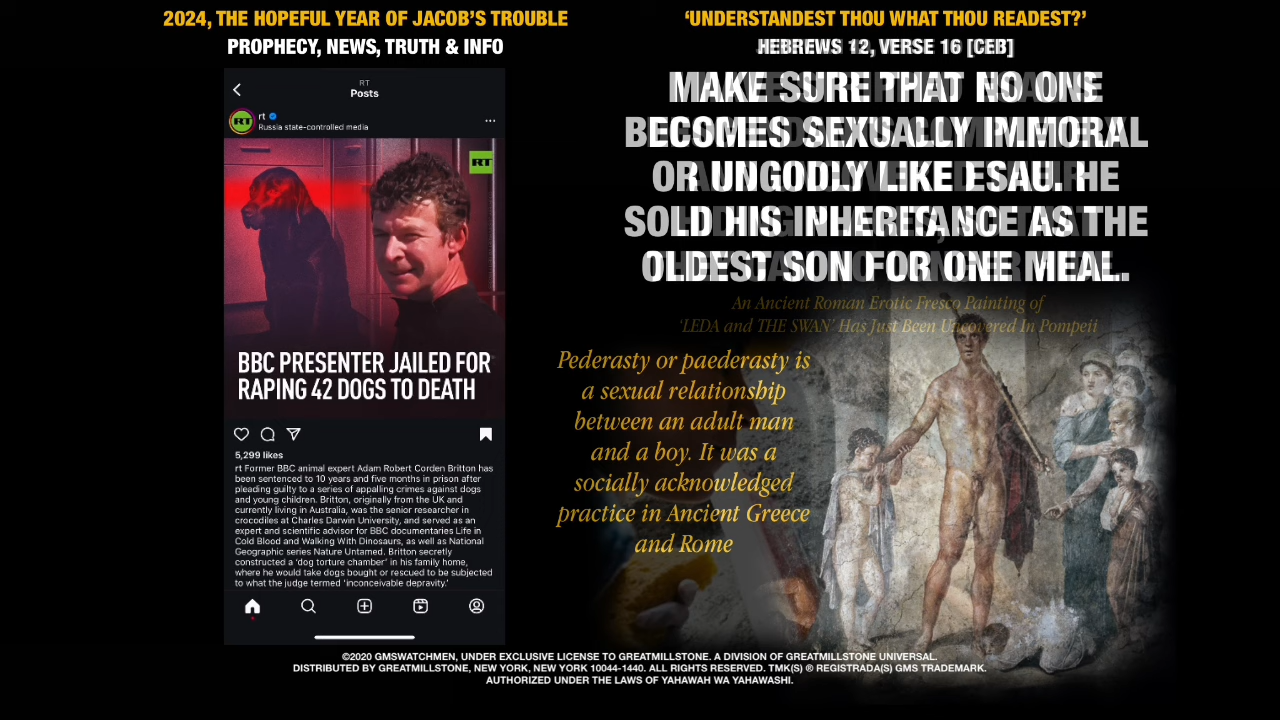 2024, THE HOPEFUL YEAR OF JACOB'S TROUBLE
PROPHECY, NEWS, TRUTH & INFO
RT
Posts
RT
rt
Russia state-controlled media
RT
BBC PRESENTER JAILED FOR
RAPING 42 DOGS TO DEATH
5,299 likes
rt Former BBC animal expert Adam Robert Corden Britton has
been sentenced to 10 years and five months in prison after
pleading guilty to a series of appalling crimes against dogs
and young children. Britton, originally from the UK and
currently living in Australia, was the senior researcher in
crocodiles at Charles Darwin University, and served as an
expert and scientific advisor for BBC documentaries Life in
Cold Blood and Walking With Dinosaurs, as well as National
Geographic series Nature Untamed. Britton secretly
constructed a 'dog torture chamber' in his family home,
where he would take dogs bought or rescued to be subjected
to what the judge termed 'inconceivable depravity.'
'UNDERSTANDEST THOU WHAT THOU READEST?'
HEBREWS 12, VERSE 16 [CEB]
MAKE SURE THAT NO ONE
BECOMES SEXUALLY IMMORAL
OR UNGODLY LIKE ESAU. HE
SOLD HIS INHERITANCE AS THE
OLDEST SON FOR ONE MEAL.
An Ancient Roman Erotic Fresco Painting of
'LEDA and THE SWAN' Has Just Been Uncovered In Pompeii
Pederasty or paederasty is
a sexual relationship
between an adult man
and a boy. It was a
socially acknowledged
practice in Ancient Greece
and Rome
©2020 GMSWATCHMEN, UNDER EXCLUSIVE LICENSE TO GREATMILLSTONE. A DIVISION OF GREATMILLSTONE UNIVERSAL.
DISTRIBUTED BY GREATMILLSTONE, NEW YORK, NEW YORK 10044-1440. ALL RIGHTS RESERVED. TMK(S) ® REGISTRADA(S) GMS TRADEMARK.
AUTHORIZED UNDER THE LAWS OF YAHAWAH WA YAHAWASHI.